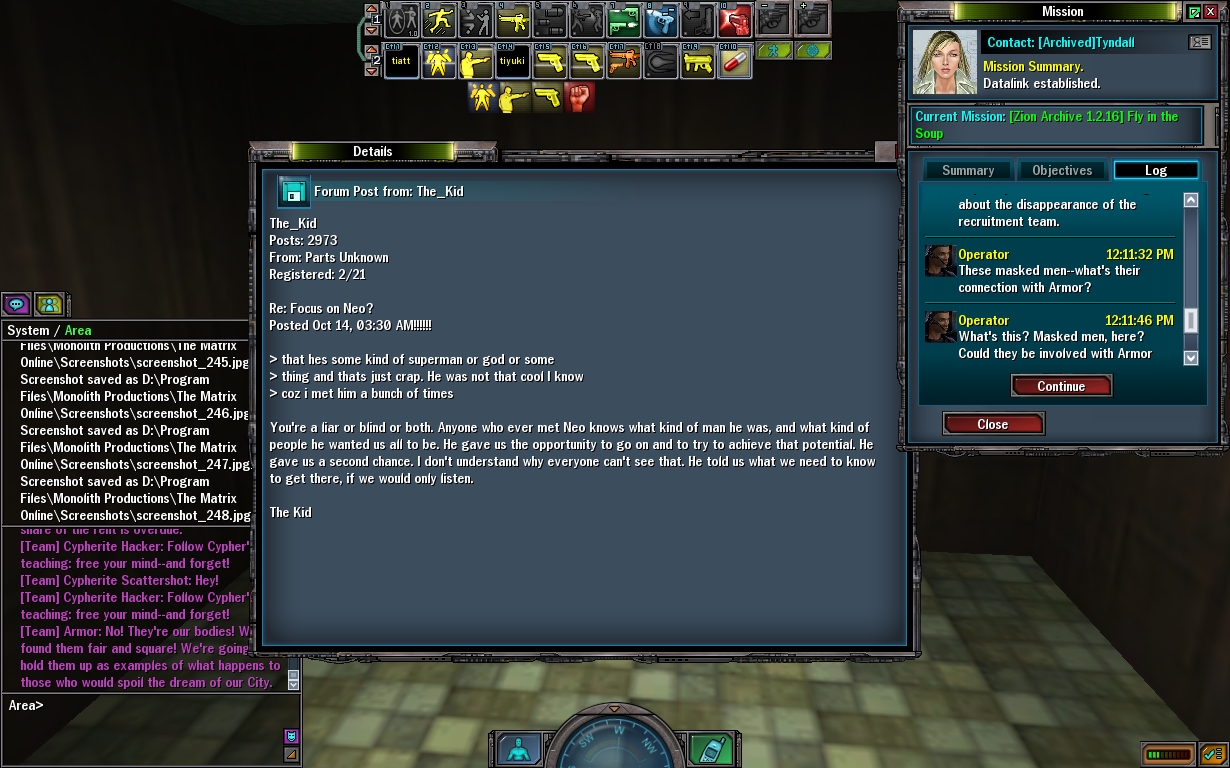 1
1.0
Ctrl1
Ctrl2
Ctrl3
Ctrl4
Ctrl5
Ctrl6
Ctrl7
Ctrl8
Ctrl9
Ctrl10
2
tiatt
tiyuki
Mission
Contact: [Archived]Tyndall
Mission Summary.
Datalink established.
Current Mission: [Zion Archive 1.2.16] Fly in the
Soup
Summary
Objectives
Log
about the disappearance of the
recruitment team.
Operator 12:11:32 PM
These masked men--what's their
connection with Armor?
Operator 12:11:46 PM
What's this? Masked men, here?
Could they be involved with Armor
Continue
Close
Details
Forum Post from: The_Kid
The_Kid
Posts: 2973
From: Parts Unknown
Registered: 2/21
Re: Focus on Neo?
Posted Oct 14, 03:30 AM!!!!!!
> that hes some kind of superman or god or some
> thing and thats just crap. He was not that cool I know
> coz i met him a bunch of times
You're a liar or blind or both. Anyone who ever met Neo knows what kind of man he was, and what kind of
people he wanted us all to be. He gave us the opportunity to go on and to try to achieve that potential. He
gave us a second chance. I don't understand why everyone can't see that. He told us what we need to know
to get there, if we would only listen.
The Kid
System / Area
Files\Monolith Productions\The Matrix
Online\Screenshots\screenshot_245.jpg
Screenshot saved as D:\Program
Files\Monolith Productions\The Matrix
Online\Screenshots\screenshot_246.jpg
Screenshot saved as D:\Program
Files\Monolith Productions\The Matrix
Online\Screenshots\screenshot_247.jpg
Screenshot saved as D:\Program
Files\Monolith Productions\The Matrix
Online\Screenshots\screenshot_248.jpg
share of the rent is overdue.
[Team] Cypherite Hacker: Follow Cypher'
teaching: free your mind--and forget!
[Team] Cypherite Scattershot: Hey!
[Team] Cypherite Hacker: Follow Cypher'
teaching: free your mind--and forget!
[Team] Armor: No! They're our bodies! W
found them fair and square! We're going
hold them up as examples of what happens to
those who would spoil the dream of our City.
Area>
SW
W
NW